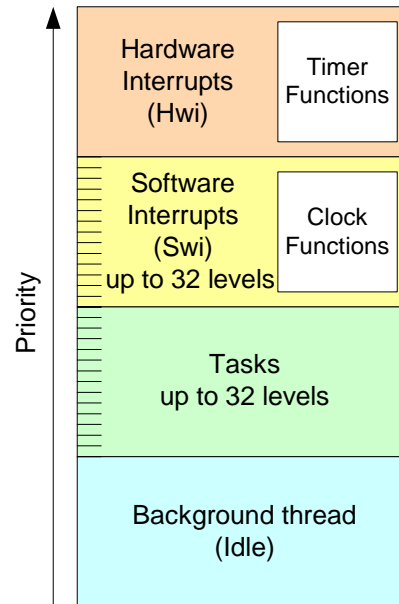 Priority
Hardware
Interrupts
(Hwi)
Timer
Functions
Software
Interrupts
(Swi)
up to 32 levels
Clock
Functions
Tasks
up to 32 levels
Background thread
(Idle)